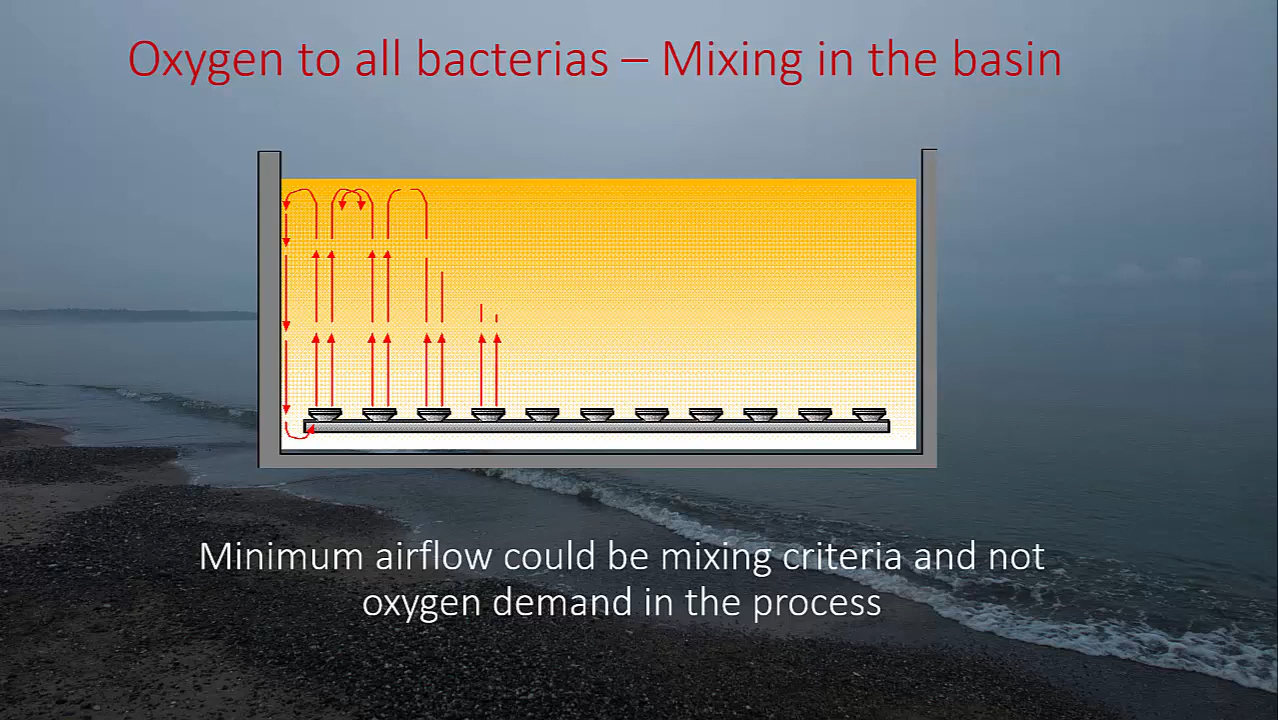 Oxygen to all bacterias – Mixing in the basin
Minimum airflow could be mixing criteria and not
oxygen demand in the process